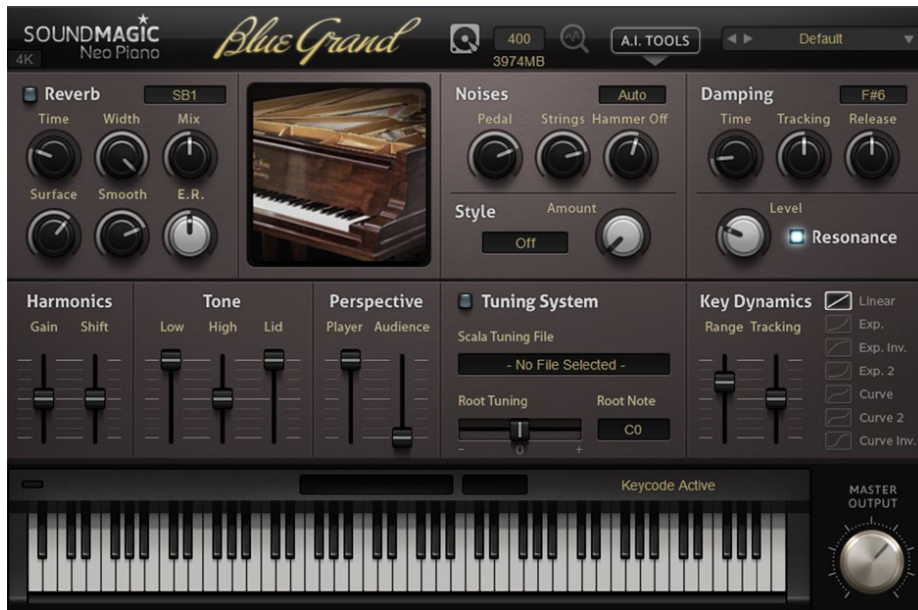 SOUNDMAGIC
Neo Piano
4K
Blue Grand
400
3974MB
A.I. TOOLS
Default
Reverb
SB1
Time Width Mix
Surface Smooth E.R.
Noises
Auto
Pedal Strings Hammer Off
Style
Amount
Off
Damping
F#6
Time Tracking Release
Level
Resonance
Harmonics
Gain Shift
Tone
Low High Lid
Perspective
Player Audience
Tuning System
Scala Tuning File
- No File Selected -
Root Tuning
Root Note
- 0 +
C0
Key Dynamics
Range Tracking
Linear
Exp.
Exp. Inv.
Exp. 2
Curve
Curve 2
Curve Inv.
Keycode Active
MASTER
OUTPUT